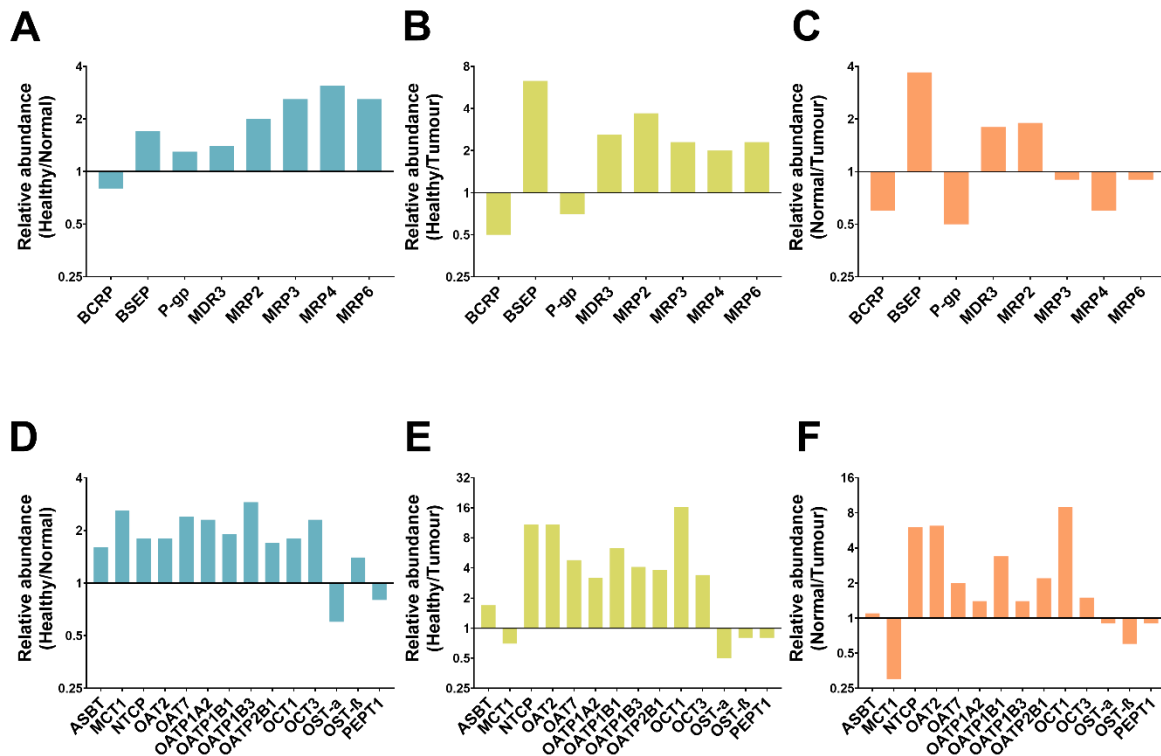 A
Relative abundance
(Healthy/Normal)
4
2
1
0.5
0.25
BCRP
BSEP
P-gp
MDR3
MRP2
MRP3
MRP4
MRP6
B
Relative abundance
(Healthy/Tumour)
8
4
2
1
0.5
0.25
BCRP
BSEP
P-gp
MDR3
MRP2
MRP3
MRP4
MRP6
C
Relative abundance
(Normal/Tumour)
4
2
1
0.5
0.25
BCRP
BSEP
P-gp
MDR3
MRP2
MRP3
MRP4
MRP6
D
Relative abundance
(Healthy/Normal)
4
2
1
0.5
0.25
ASBT
MCT1
NTCP
OAT2
OAT7
OATP1A2
OATP1B1
OATP1B3
OATP2B1
OCT1
OCT3
OST-a
OST-ß
PEPT1
E
Relative abundance
(Healthy/Tumour)
32
16
8
4
2
1
0.5
0.25
ASBT
MCT1
NTCP
OAT2
OAT7
OATP1A2
OATP1B1
OATP1B3
OATP2B1
OCT1
OCT3
OST-a
OST-ß
PEPT1
F
Relative abundance
(Normal/Tumour)
16
8
4
2
1
0.5
0.25
ASBT
MCT1
NTCP
OAT2
OAT7
OATP1A2
OATP1B1
OATP1B3
OATP2B1
OCT1
OCT3
OST-a
OST-ß
PEPT1